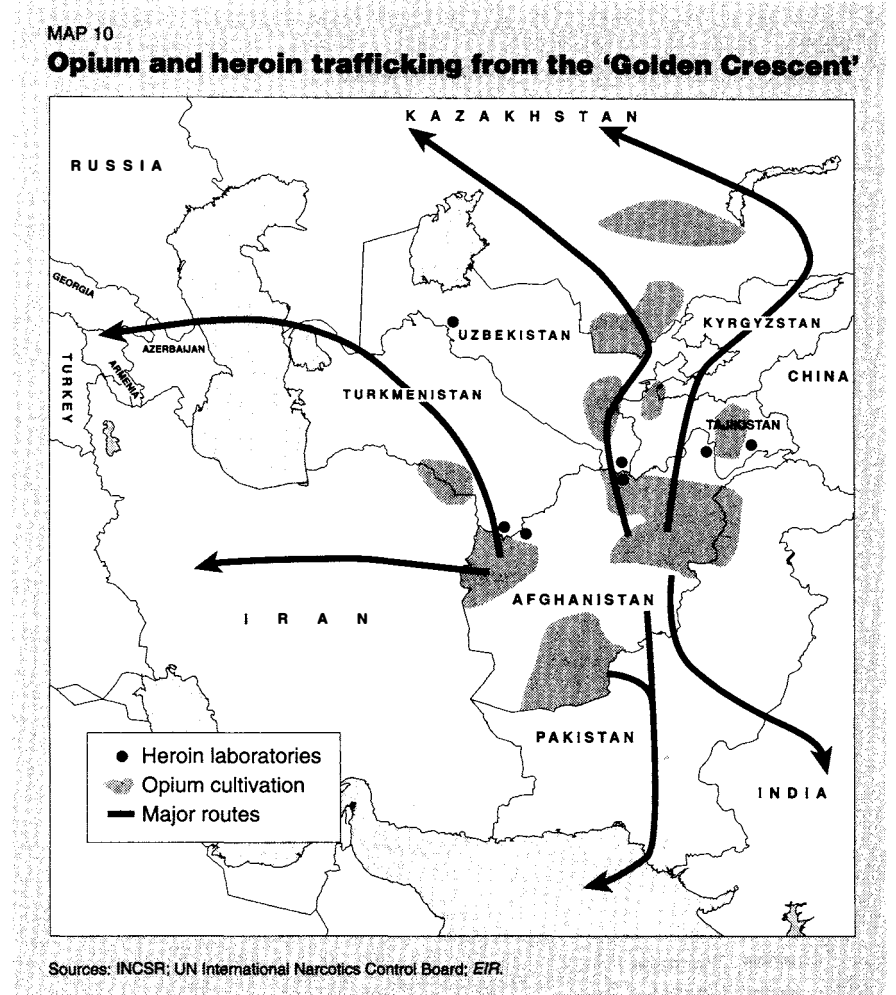 MAP 10
Opium and heroin trafficking from the ‘Golden Crescent’
KAZAKHSTAN
RUSSIA
GEORGIA
UZBEKISTAN
KYRGYZSTAN
AZERBAIJAN
ARMENIA
TURKEY
CHINA
TURKMENISTAN
TAJIKISTAN
AFGHANISTAN
IRAN
PAKISTAN
INDIA
Heroin laboratories
Opium cultivation
Major routes
Sources: INCSR; UN International Narcotics Control Board; EIR.